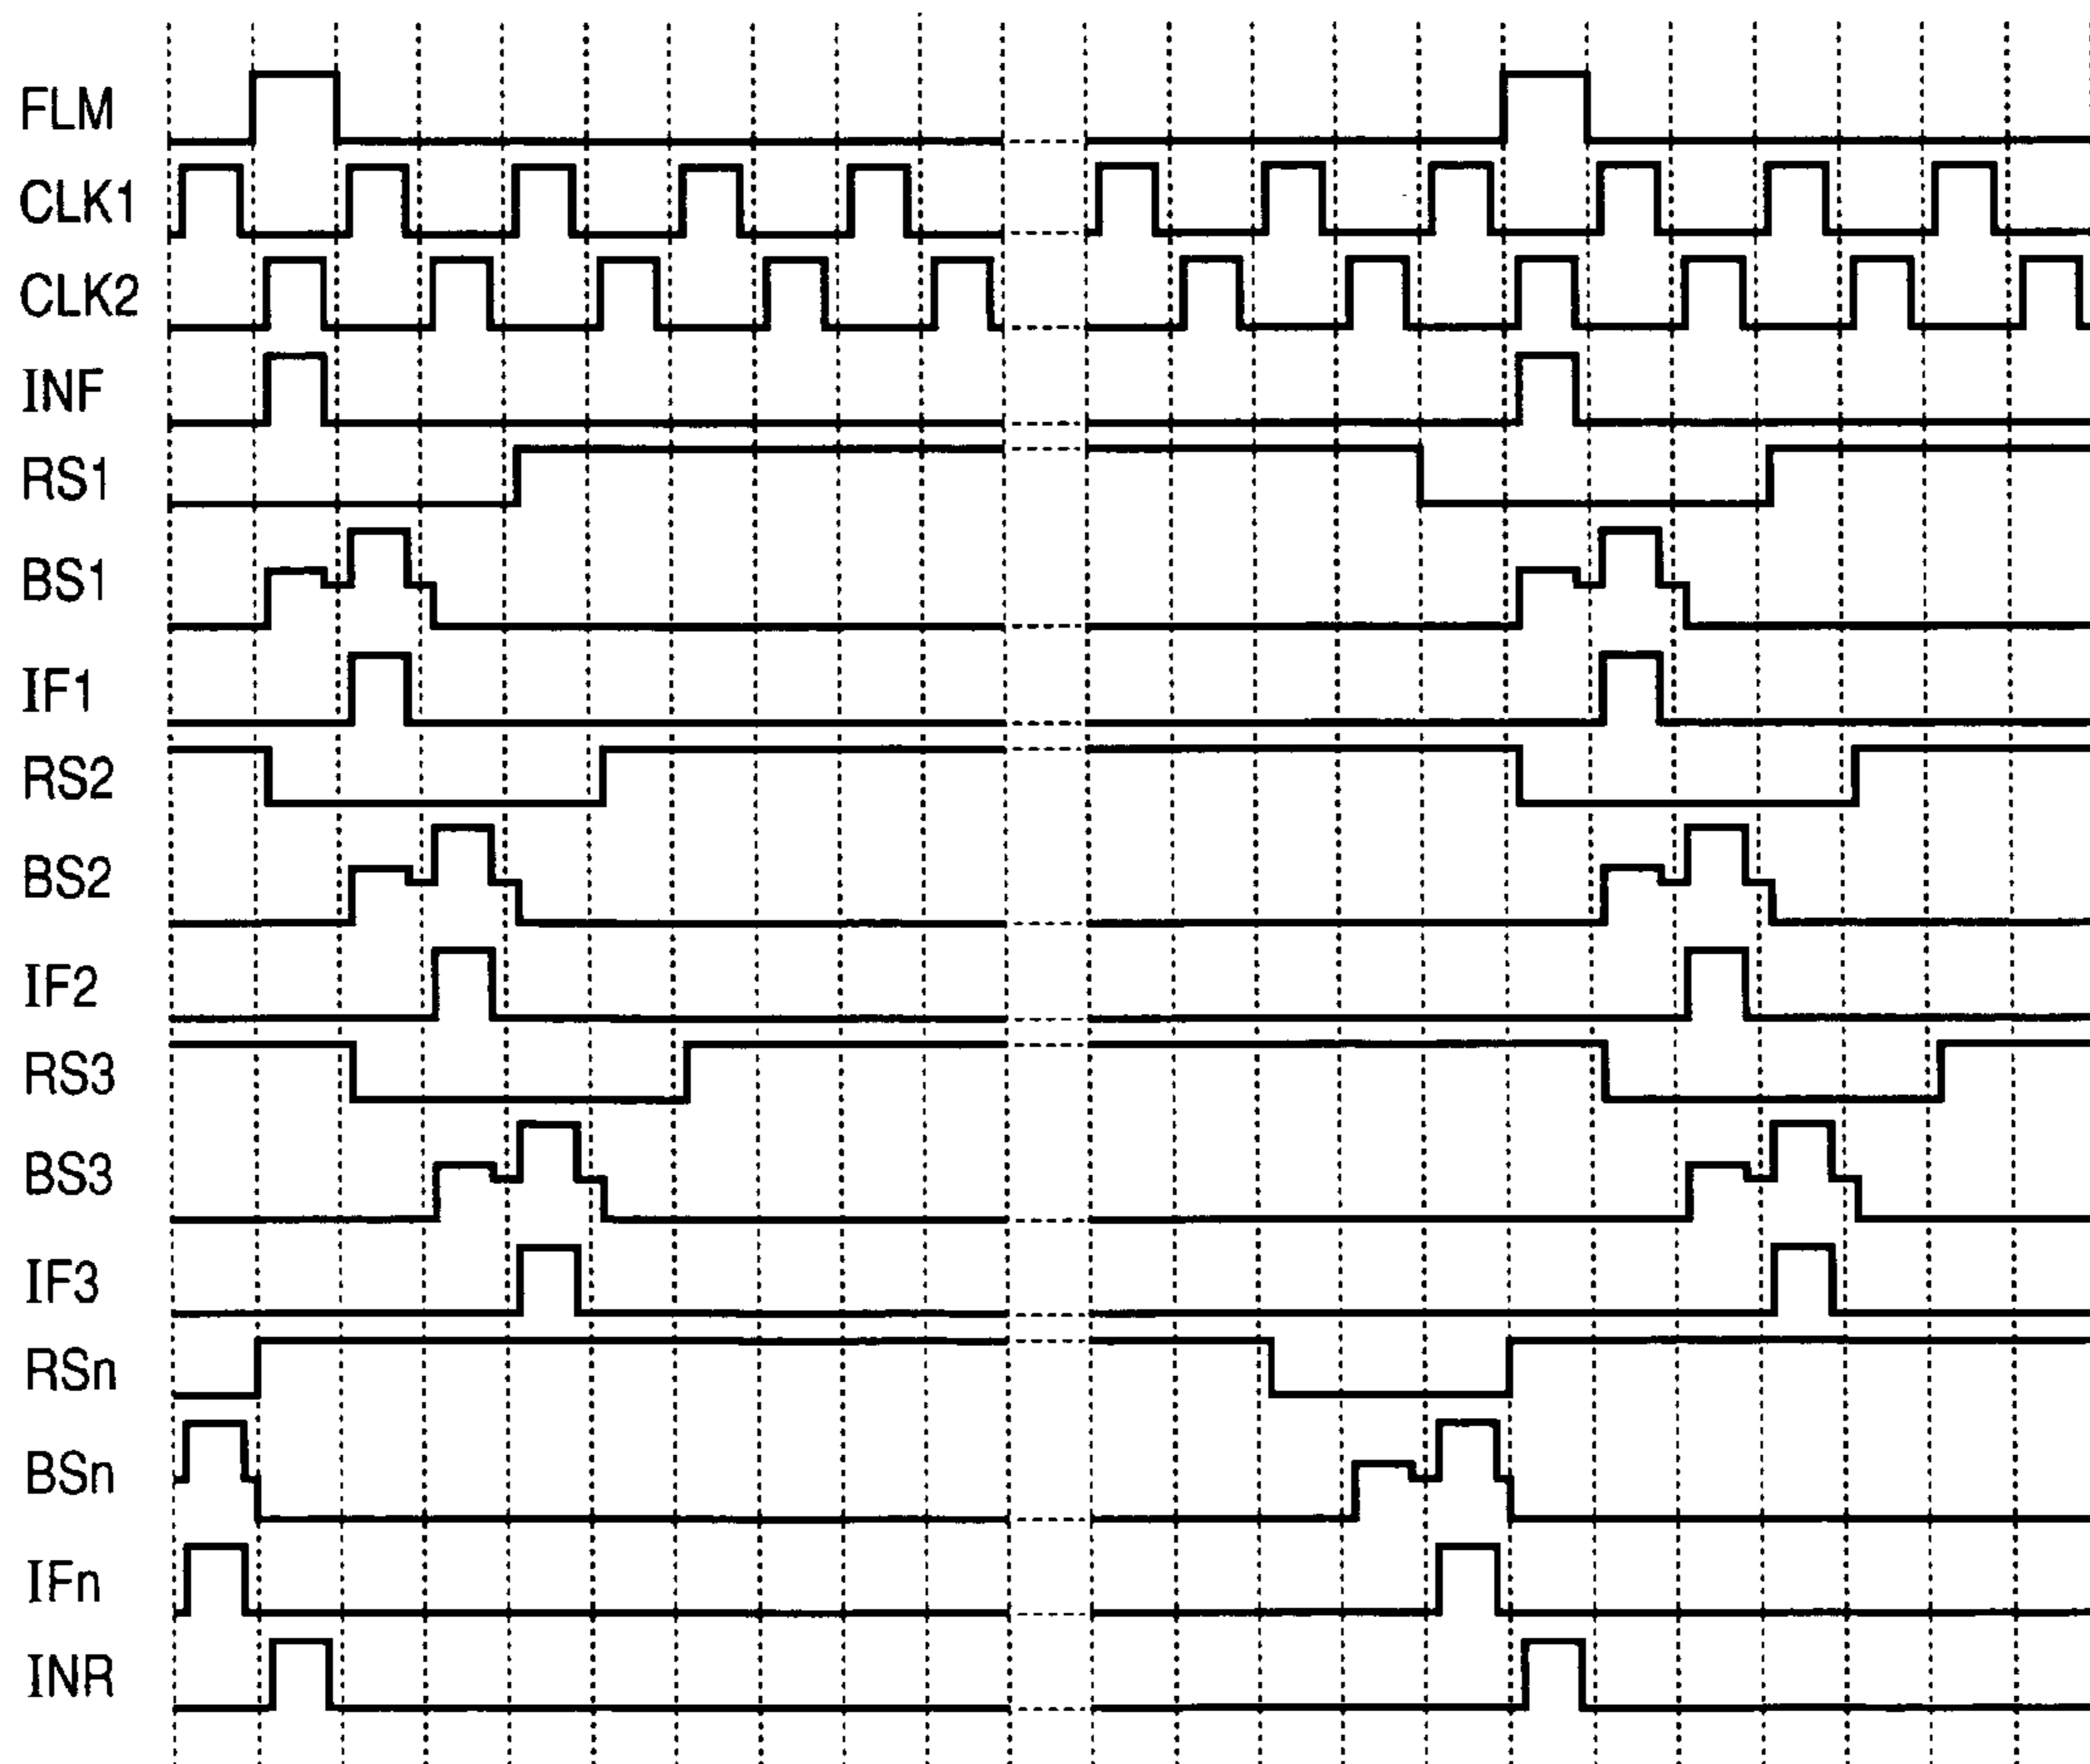 FLM
CLK1
CLK2
INF
RS1
BS1
IF1
RS2
BS2
IF2
RS3
BS3
IF3
RSn
BSn
IFn
INR